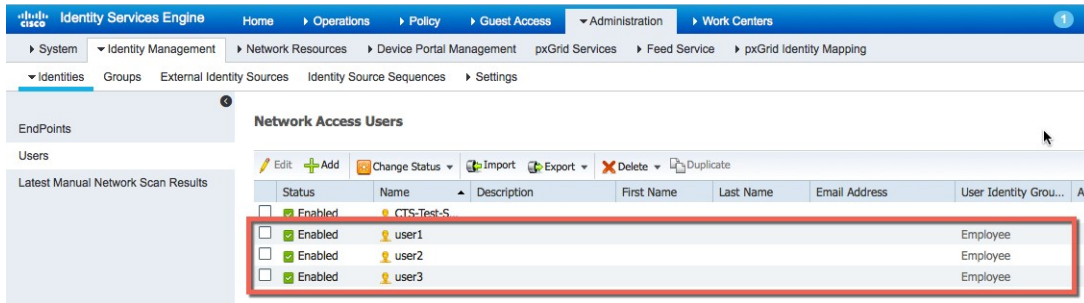 cisco Identity Services Engine Home Operations Policy Guest Access Administration Work Centers 1
System Identity Management Network Resources Device Portal Management pxGrid Services Feed Service pxGrid Identity Mapping
Identities Groups External Identity Sources Identity Source Sequences Settings
EndPoints
Users
Latest Manual Network Scan Results
Network Access Users
Edit Add Change Status Import Export Delete Duplicate
Status Name Description First Name Last Name Email Address User Identity Grou... A
Enabled CTS-Test-S...
Enabled user1 Employee
Enabled user2 Employee
Enabled user3 Employee